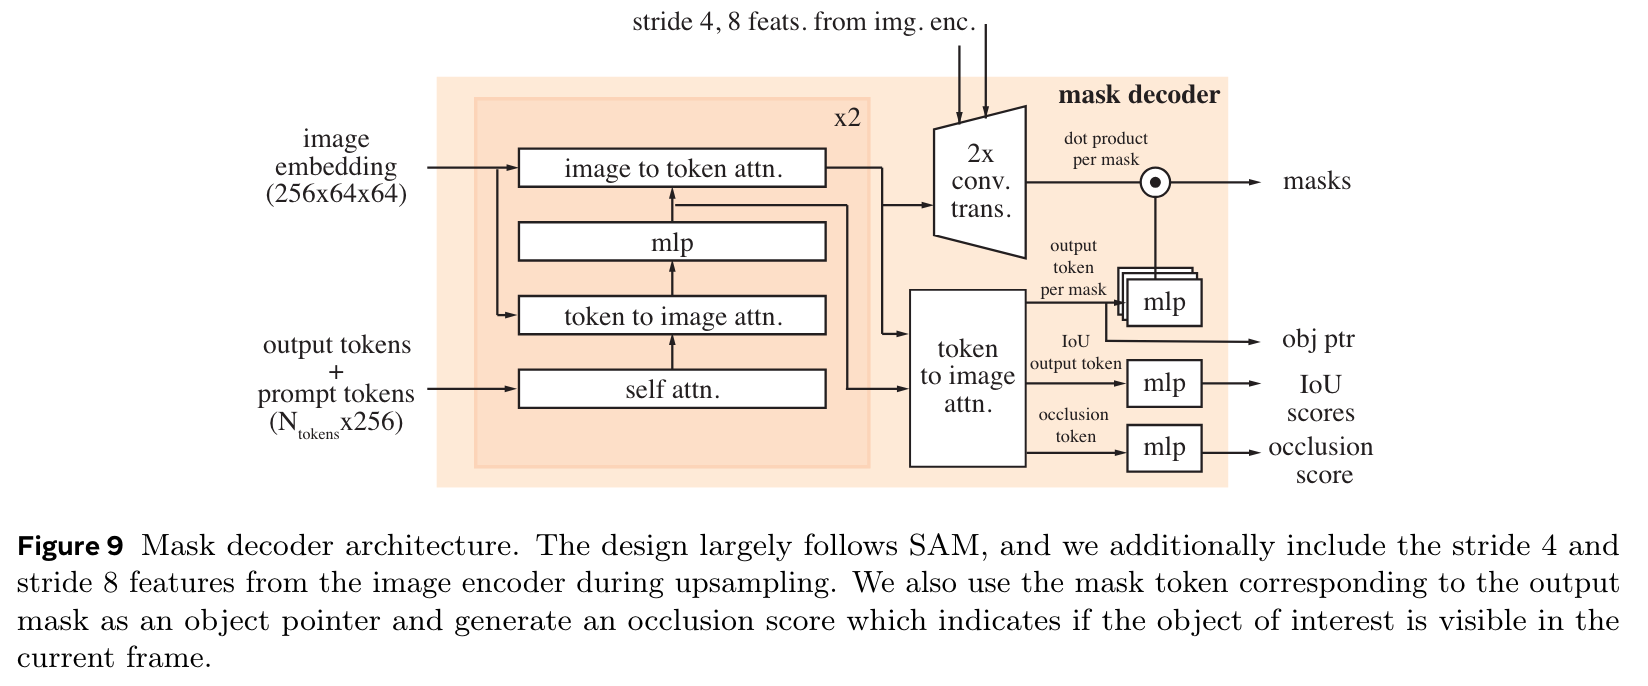 stride 4, 8 feats. from img. enc.
mask decoder
x2
image
embedding
(256x64x64)
image to token attn.
mlp
token to image attn.
self attn.
output tokens
+
prompt tokens
(Ntokensx256)
2x
conv.
trans.
dot product
per mask
masks
output
token
per mask
mlp
obj ptr
token
to image
attn.
IoU
output token
mlp
IoU
scores
occlusion
token
mlp
occlusion
score
Figure 9 Mask decoder architecture. The design largely follows SAM, and we additionally include the stride 4 and
stride 8 features from the image encoder during upsampling. We also use the mask token corresponding to the output
mask as an object pointer and generate an occlusion score which indicates if the object of interest is visible in the
current frame.